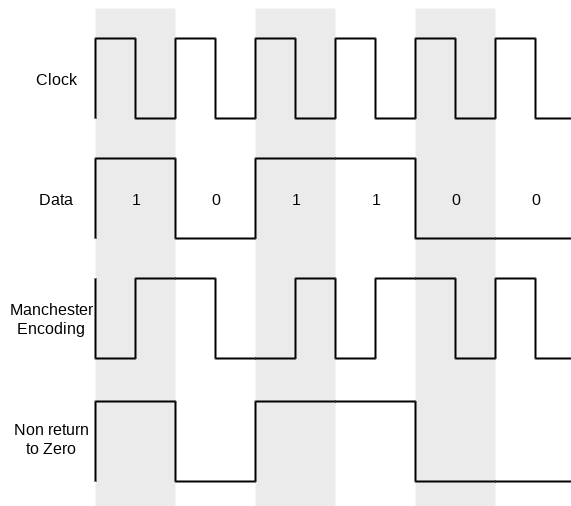 Clock
Data
1 0 1 1 0 0
Manchester
Encoding
Non return
to Zero